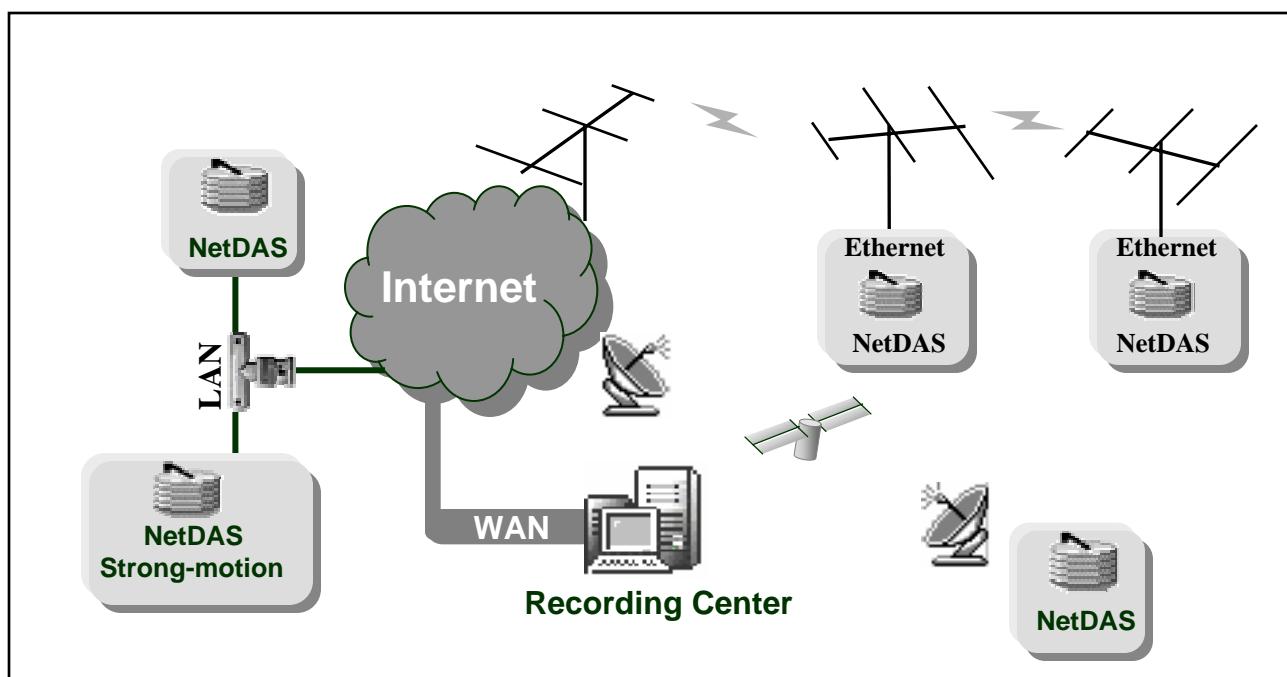 NetDAS
Internet
Ethernet
NetDAS
Ethernet
NetDAS
LAN
NetDAS
Strong-motion
WAN
Recording Center
NetDAS